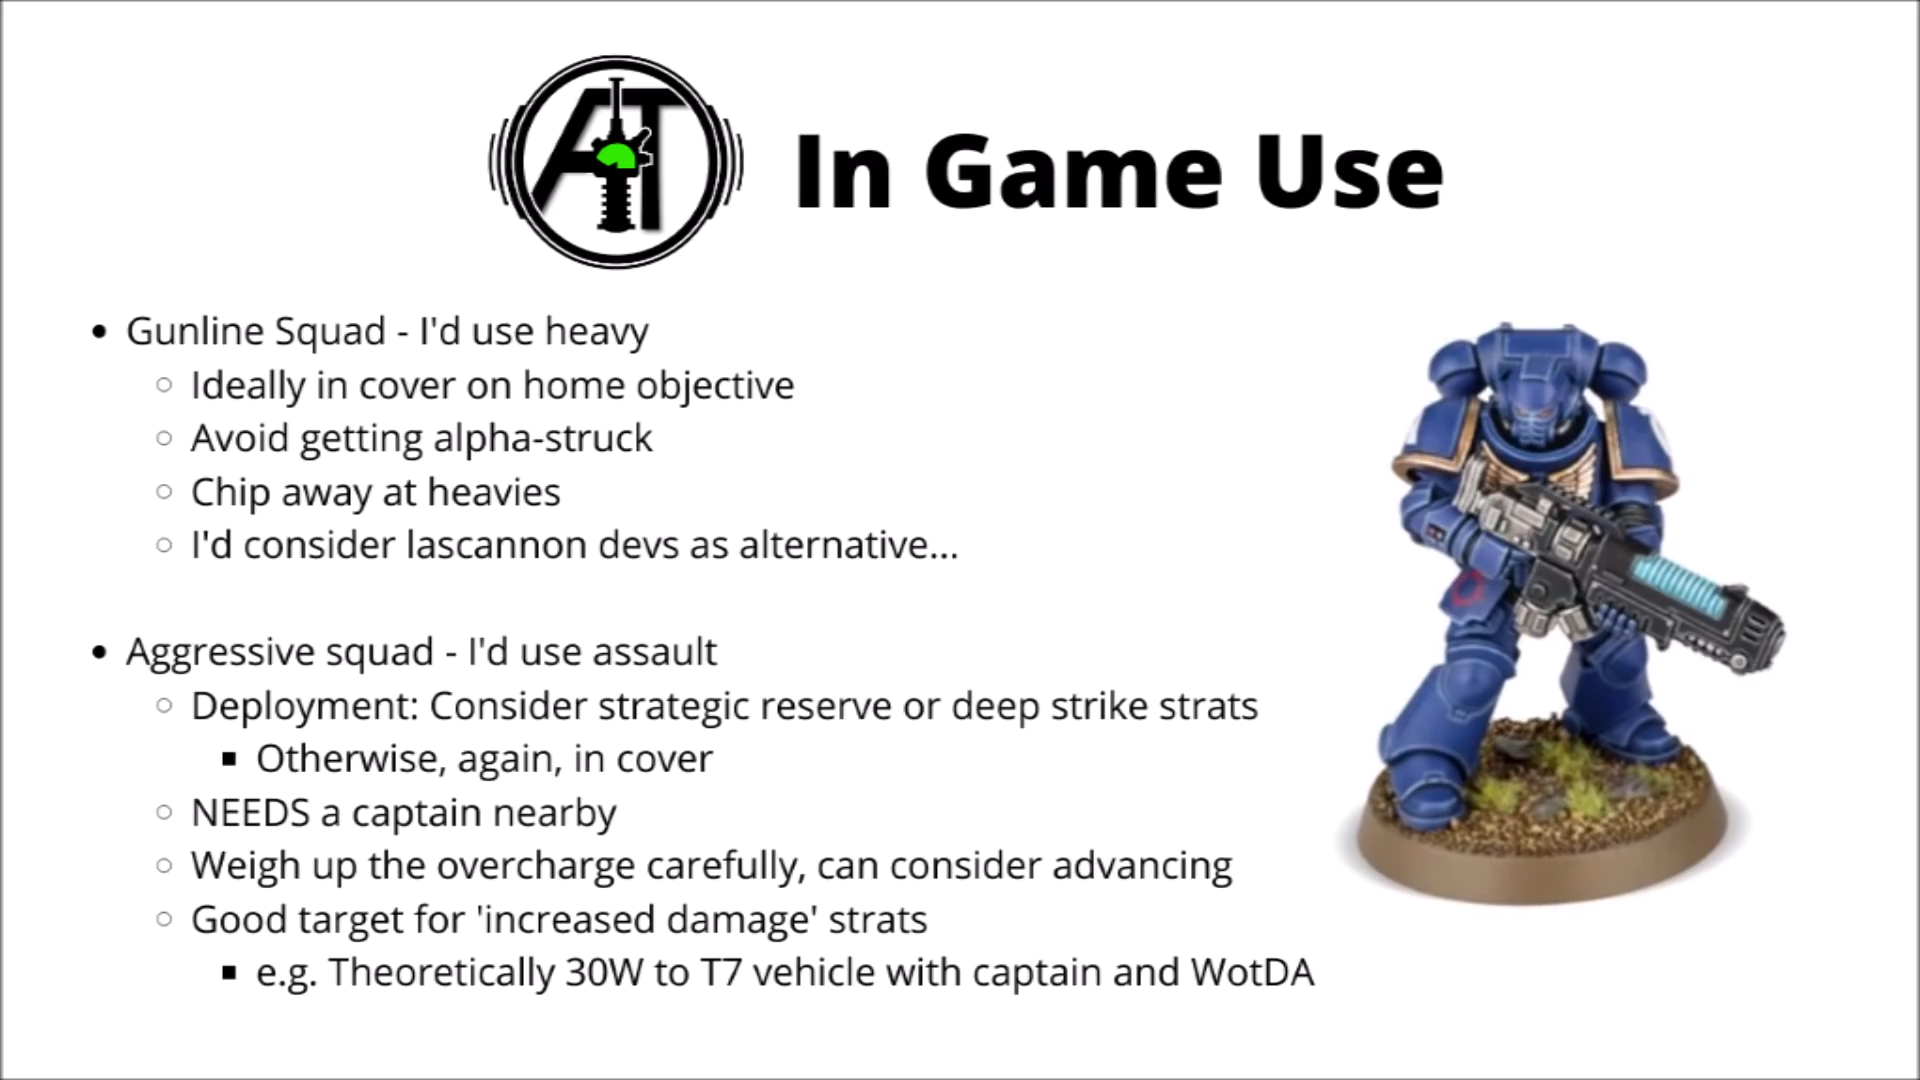 AT
In Game Use
Gunline Squad - I'd use heavy
Ideally in cover on home objective
Avoid getting alpha-struck
Chip away at heavies
I'd consider lascannon devs as alternative...
Aggressive squad - I'd use assault
Deployment: Consider strategic reserve or deep strike strats
Otherwise, again, in cover
NEEDS a captain nearby
Weigh up the overcharge carefully, can consider advancing
Good target for 'increased damage' strats
e.g. Theoretically 30W to T7 vehicle with captain and WotDA